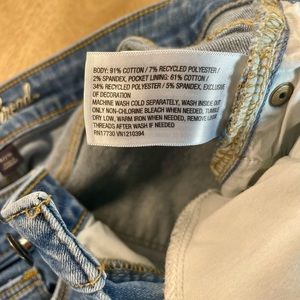 BODY: 91% COTTON / 7% RECYCLED POLYESTER /
2% SPANDEX, POCKET LINING: 61% COTTON /
34% RECYCLED POLYESTER / 5% SPANDEX, EXCLUSIVE
OF DECORATION
MACHINE WASH COLD SEPARATELY, WASH INSIDE OUT
ONLY NON-CHLORINE BLEACH WHEN NEEDED, TUMBLE
DRY LOW, WARM IRON WHEN NEEDED, REMOVE LOOSE
THREADS AFTER WASH IF NEEDED
RN17730 VN1210394